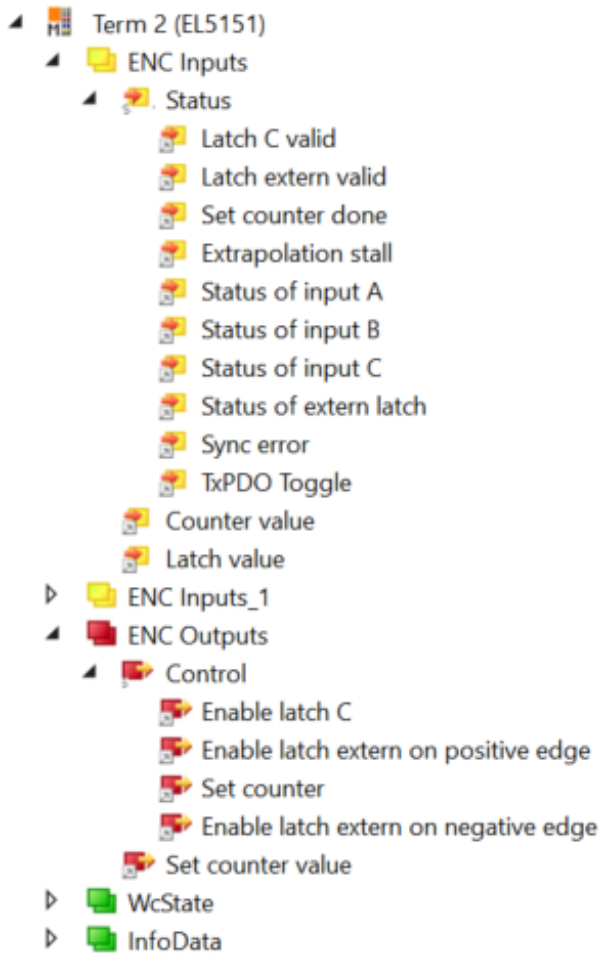 Term 2 (EL5151)
ENC Inputs
Status
Latch C valid
Latch extern valid
Set counter done
Extrapolation stall
Status of input A
Status of input B
Status of input C
Status of extern latch
Sync error
TxPDO Toggle
Counter value
Latch value
ENC Inputs_1
ENC Outputs
Control
Enable latch C
Enable latch extern on positive edge
Set counter
Enable latch extern on negative edge
Set counter value
WcState
InfoData